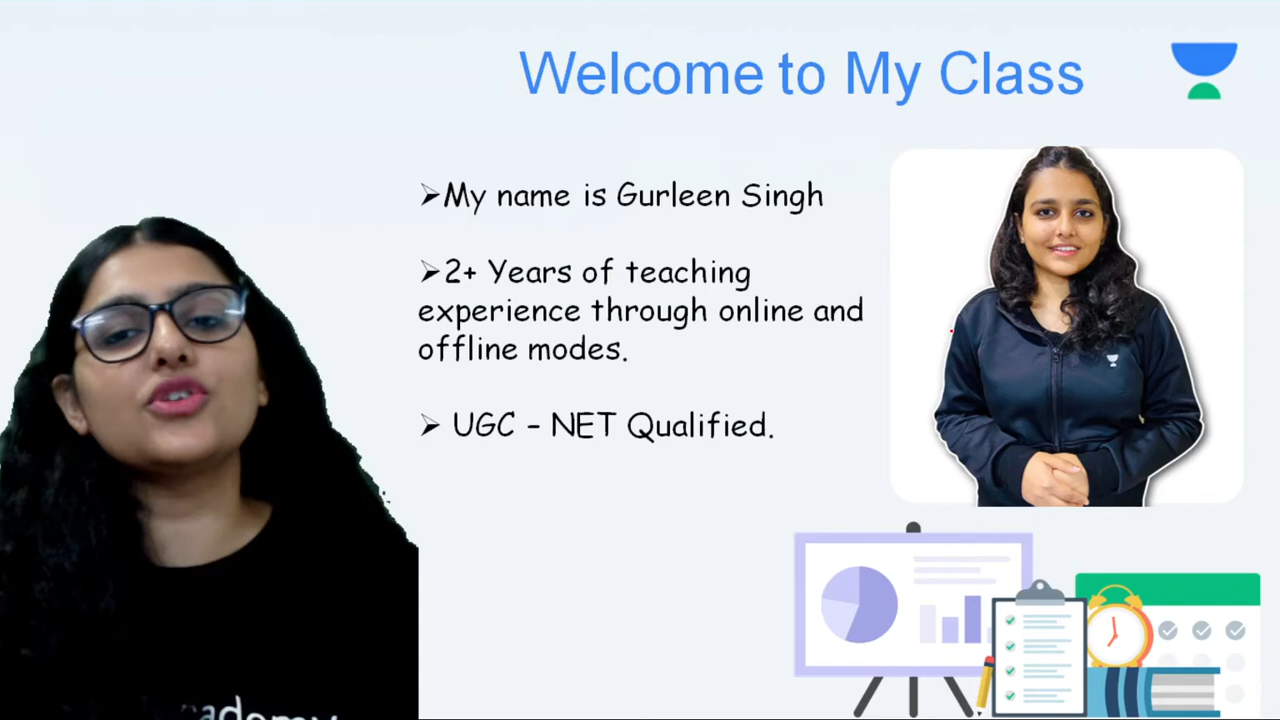 Welcome to My Class
➢My name is Gurleen Singh
➢2+ Years of teaching
experience through online and
offline modes.
➢ UGC – NET Qualified.